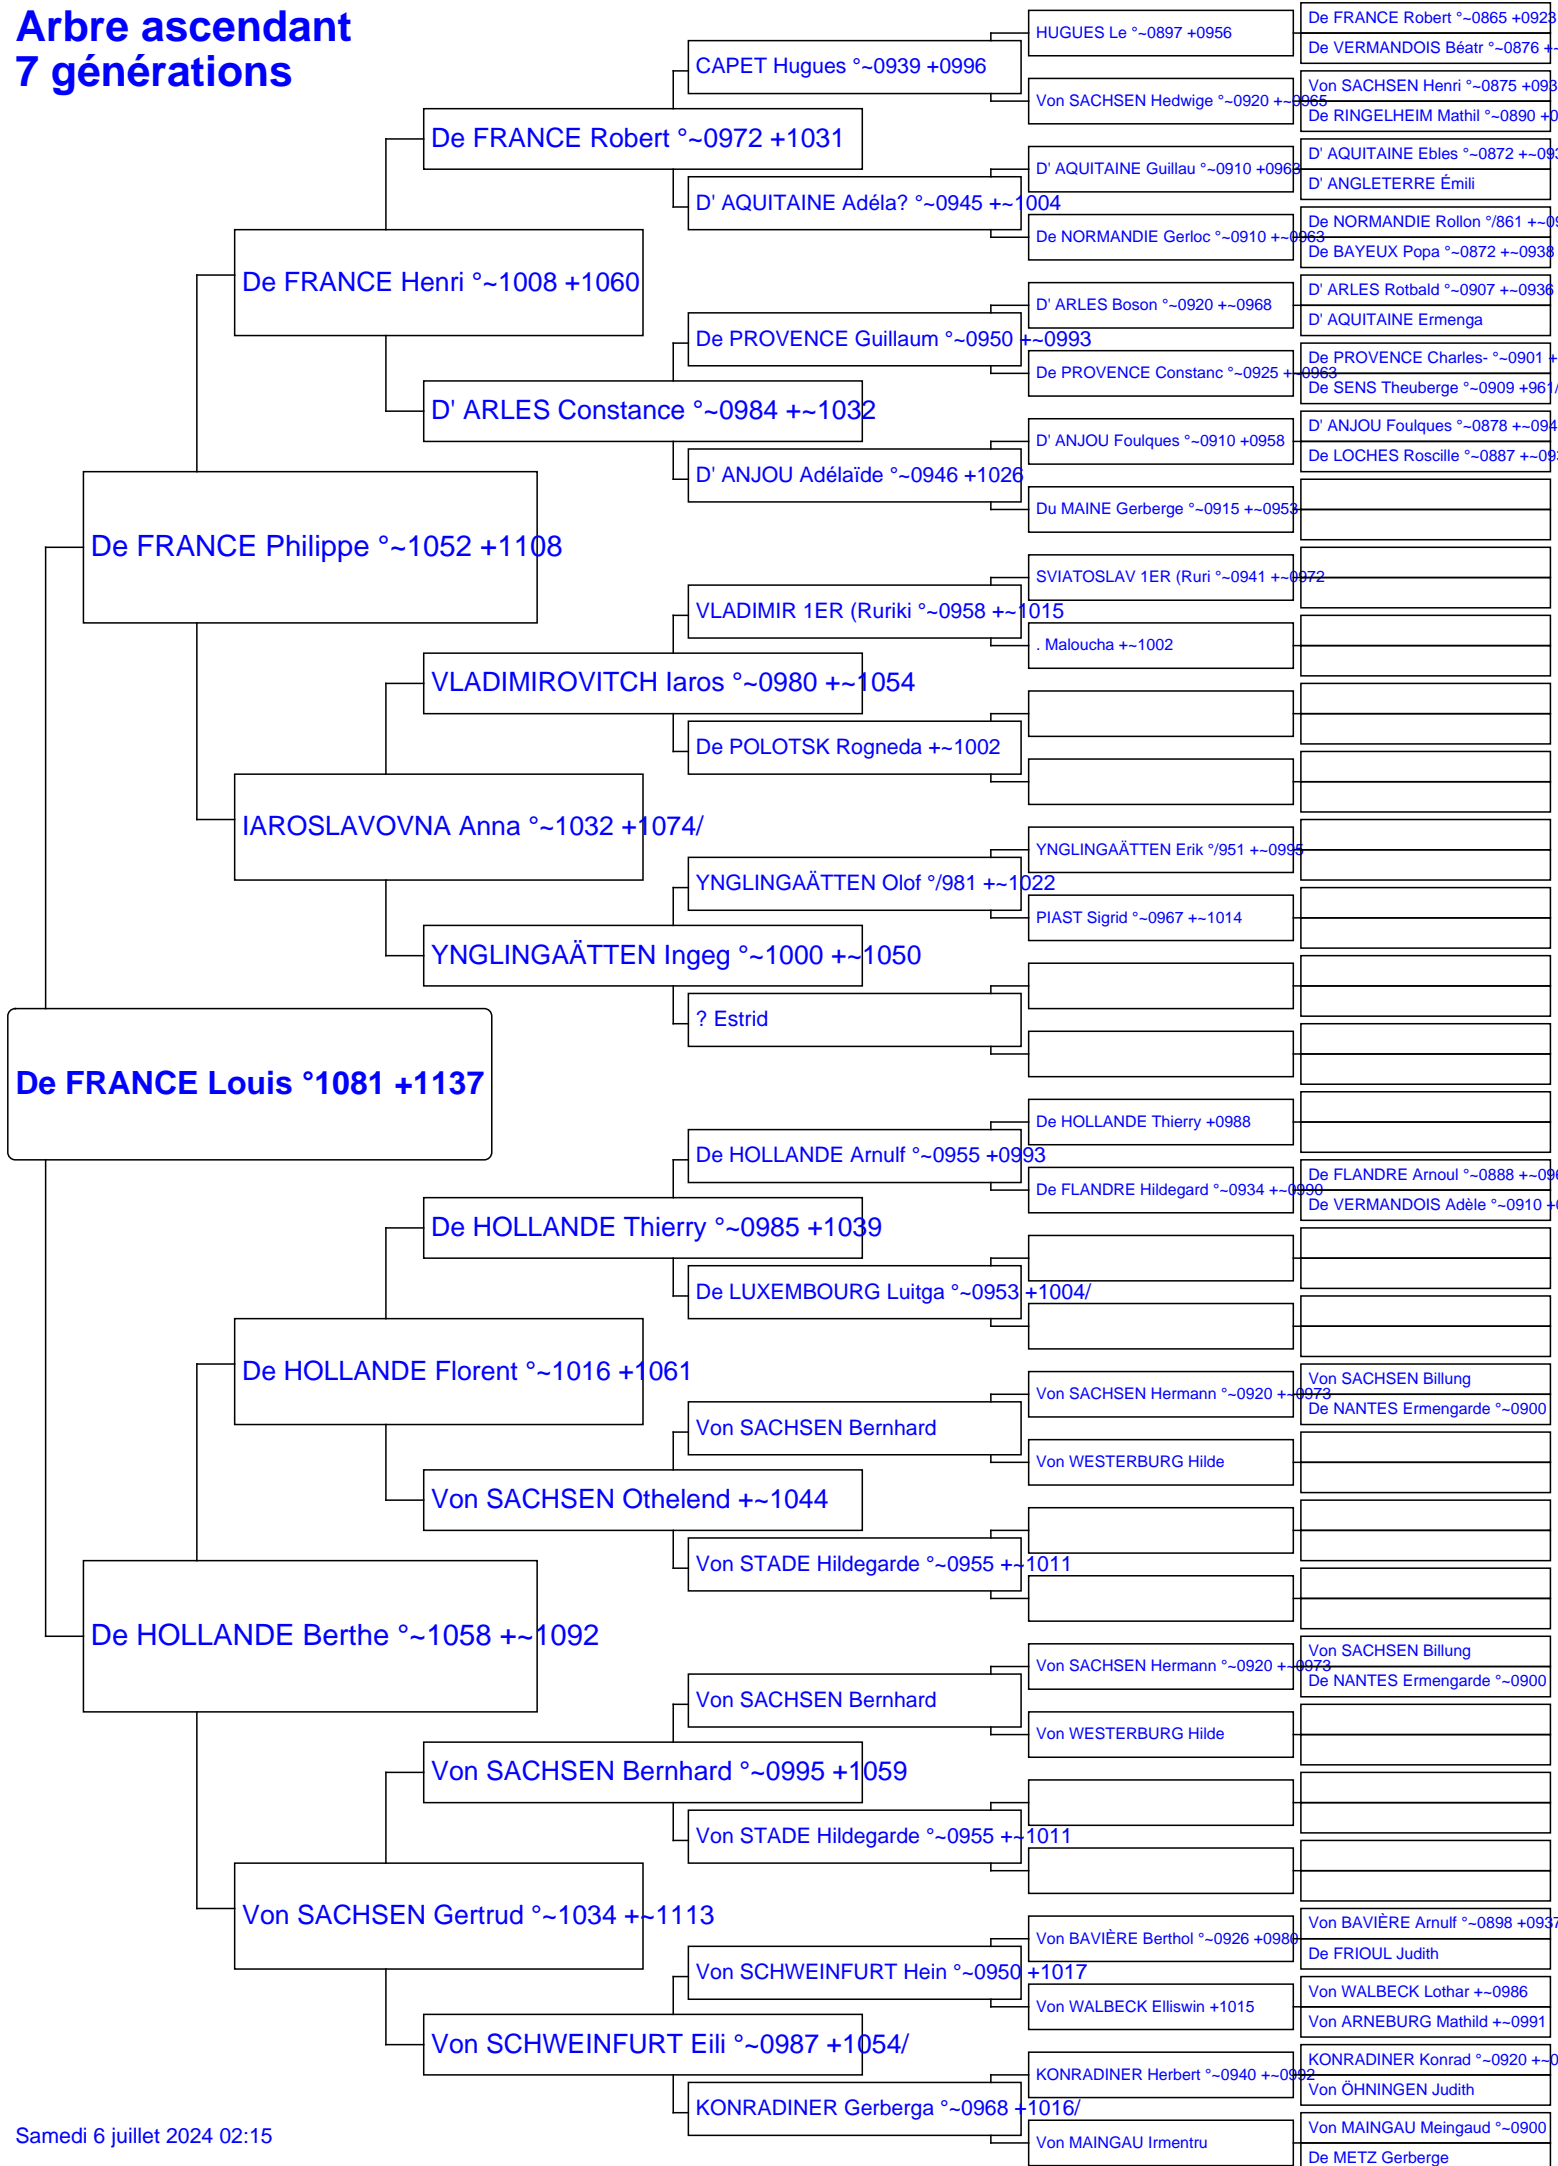 Arbre ascendant
7 générations
De FRANCE Louis °1081 +1137
De FRANCE Philippe °~1052 +1108
De HOLLANDE Berthe °~1058 +~1092
De FRANCE Henri °~1008 +1060
IAROSLAVOVNA Anna °~1032 +1074/
De HOLLANDE Florent °~1016 +1061
Von SACHSEN Gertrud °~1034 +~1113
De FRANCE Robert °~0972 +1031
D' ARLES Constance °~0984 +~1032
VLADIMIROVITCH Iaros °~0980 +~1054
YNGLINGAÄTTEN Ingeg °~1000 +~1050
De HOLLANDE Thierry °~0985 +1039
Von SACHSEN Othelend +~1044
Von SACHSEN Bernhard °~0995 +1059
Von SCHWEINFURT Eili °~0987 +1054/
CAPET Hugues °~0939 +0996
D' AQUITAINE Adéla? °~0945 +~1004
De PROVENCE Guillaum °~0950 +~0993
D' ANJOU Adélaïde °~0946 +1026
VLADIMIR 1ER (Ruriki °~0958 +~1015
De POLOTSK Rogneda +~1002
YNGLINGAÄTTEN Olof °/981 +~1022
? Estrid
De HOLLANDE Arnulf °~0955 +0993
De LUXEMBOURG Luitga °~0953 +1004/
Von SACHSEN Bernhard
Von STADE Hildegarde °~0955 +~1011
Von SACHSEN Bernhard
Von STADE Hildegarde °~0955 +~1011
Von SCHWEINFURT Hein °~0950 +1017
KONRADINER Gerberga °~0968 +1016/
HUGUES Le °~0897 +0956
Von SACHSEN Hedwige °~0920 +~0965
D' AQUITAINE Guillau °~0910 +0963
De NORMANDIE Gerloc °~0910 +~0963
D' ARLES Boson °~0920 +~0968
De PROVENCE Constanc °~0925 +~0963
D' ANJOU Foulques °~0910 +0958
Du MAINE Gerberge °~0915 +~0953
SVIATOSLAV 1ER (Ruri °~0941 +~0972
. Maloucha +~1002
YNGLINGAÄTTEN Erik °/951 +~0995
PIAST Sigrid °~0967 +~1014
De HOLLANDE Thierry +0988
De FLANDRE Hildegard °~0934 +~0990
Von SACHSEN Hermann °~0920 +~0973
Von WESTERBURG Hilde
Von SACHSEN Hermann °~0920 +~0973
Von WESTERBURG Hilde
Von BAVIÈRE Berthol °~0926 +0980
Von WALBECK Elliswin +1015
KONRADINER Herbert °~0940 +~0992
Von MAINGAU Irmentru
De FRANCE Robert °~0865 +0923
De VERMANDOIS Béatr °~0876 +~
Von SACHSEN Henri °~0875 +093
De RINGELHEIM Mathil °~0890 +0
D' AQUITAINE Ebles °~0872 +~093
D' ANGLETERRE Émili
De NORMANDIE Rollon °/861 +~09
De BAYEUX Popa °~0872 +~0938
D' ARLES Rotbald °~0907 +~0936
D' AQUITAINE Ermenga
De PROVENCE Charles- °~0901 +
De SENS Theuberge °~0909 +961/
D' ANJOU Foulques °~0878 +~094
De LOCHES Roscille °~0887 +~093
De FLANDRE Arnoul °~0888 +~096
De VERMANDOIS Adèle °~0910 +0
Von SACHSEN Billung
De NANTES Ermengarde °~0900
Von SACHSEN Billung
De NANTES Ermengarde °~0900
Von BAVIÈRE Arnulf °~0898 +0937
De FRIOUL Judith
Von WALBECK Lothar +~0986
Von ARNEBURG Mathild +~0991
KONRADINER Konrad °~0920 +~0
Von ÖHNINGEN Judith
Von MAINGAU Meingaud °~0900
De METZ Gerberge
Samedi 6 juillet 2024 02:15